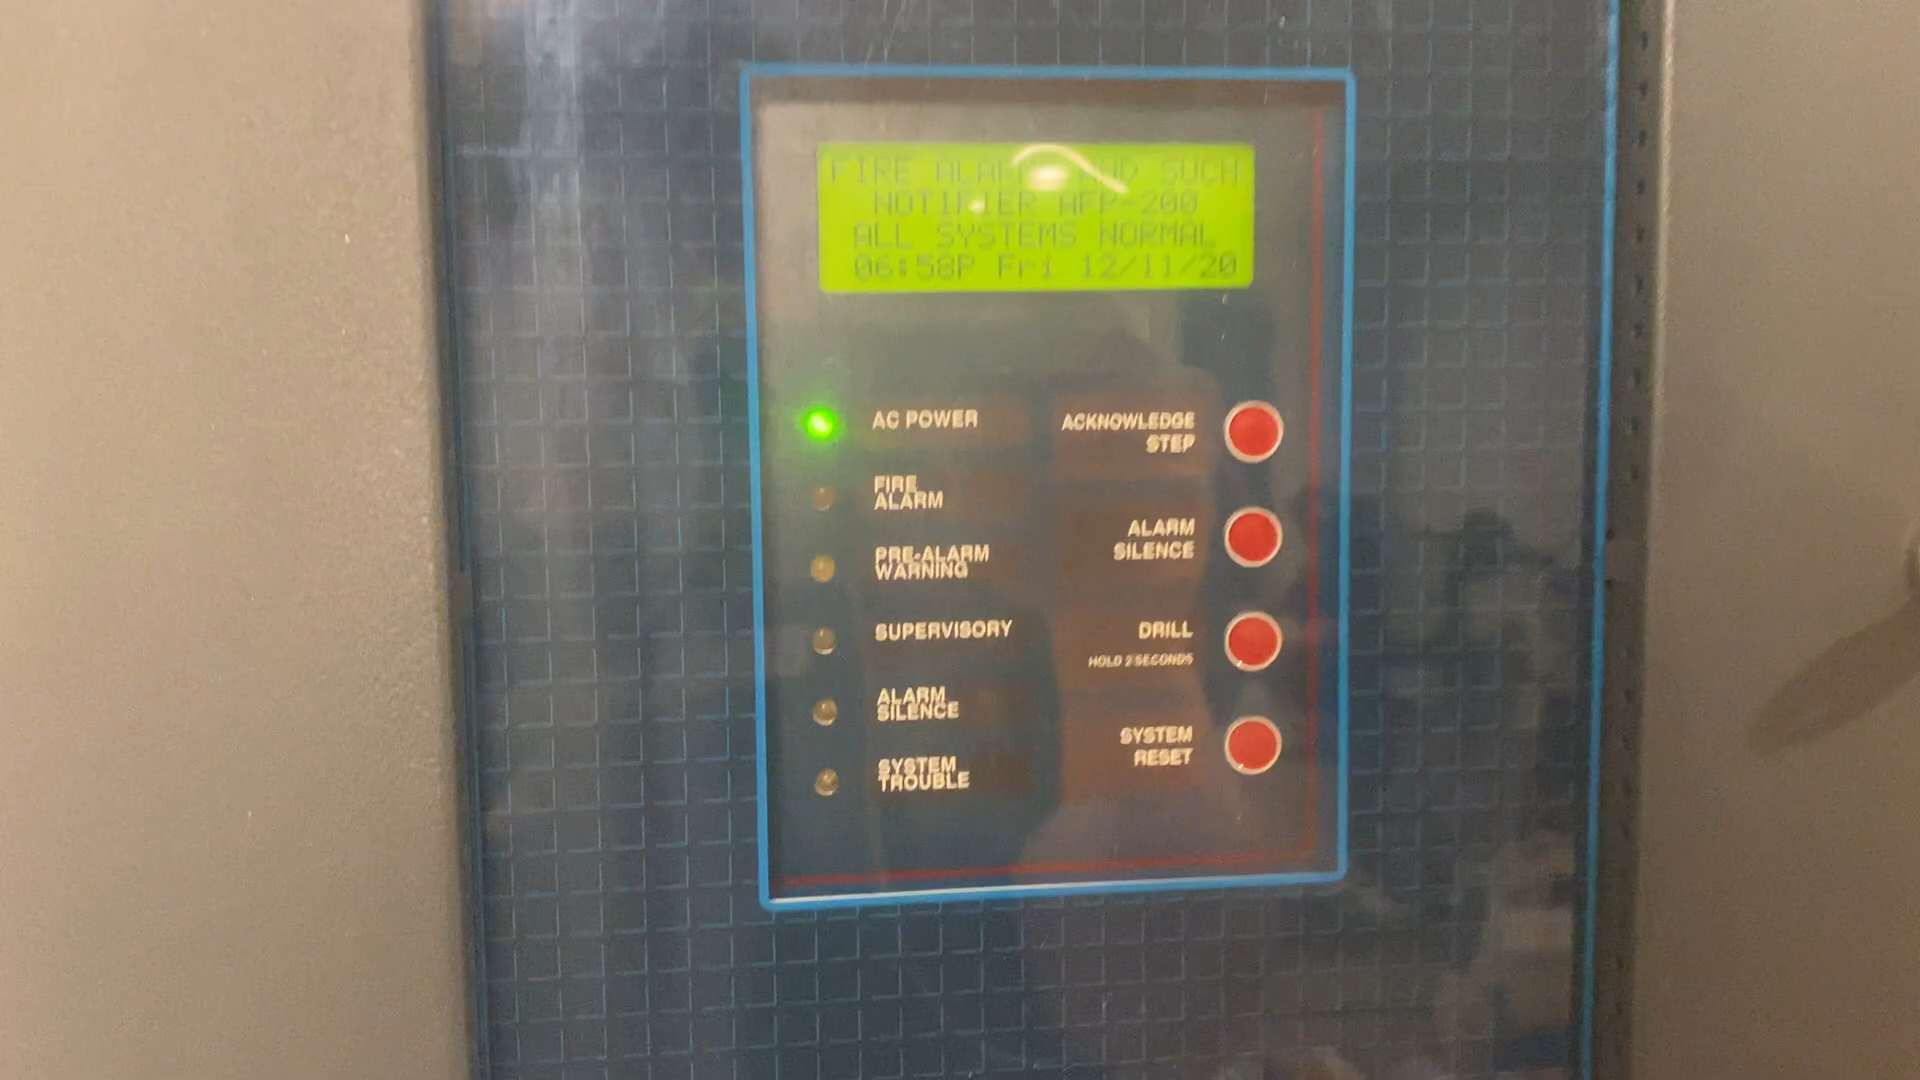 FIRE ALARMS AND SUCH
NOTIFIER AFP-200
ALL SYSTEMS NORMAL
06:58P Fri 12/11/20
AC POWER
FIRE
ALARM
PRE-ALARM
WARNING
SUPERVISORY
ALARM
SILENCE
SYSTEM
TROUBLE
ACKNOWLEDGE
STEP
ALARM
SILENCE
DRILL
HOLD 2 SECONDS
SYSTEM
RESET